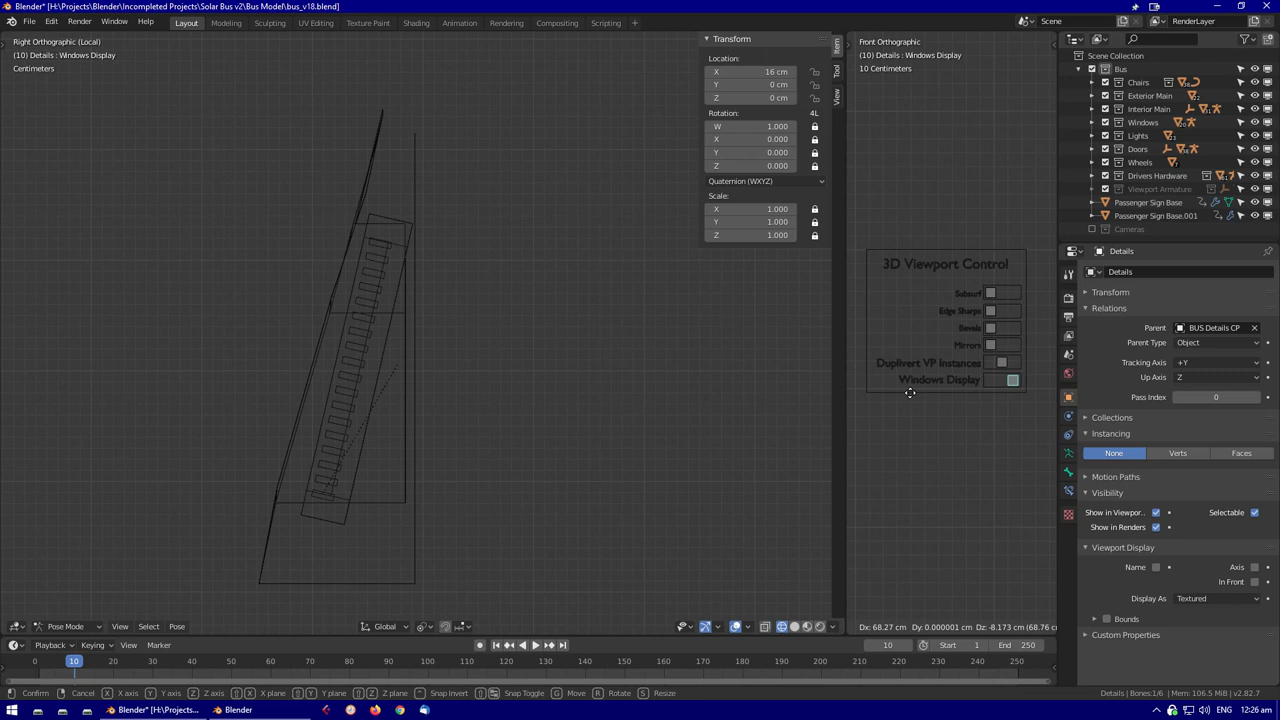 Blender* [H:\Projects\Blender\Incompleted Projects\Solar Bus v2\Bus Model\bus_v18.blend]
File Edit Render Window Help Layout Modeling Sculpting UV Editing Texture Paint Shading Animation Rendering Compositing Scripting Scene RenderLayer
Right Orthographic (Local)
(10) Details : Windows Display
Transform
Location:
X 16 cm
Y 0 cm
Z 0 cm
Rotation: 4L
W 1.000
X 0.000
Y 0.000
Z 0.000
Quaternion (WXYZ)
Scale:
X 1.000
Y 1.000
Z 1.000
Item
Tool
View
Centimeters
Front Orthographic
(10) Details : Windows Display
10 Centimeters
3D Viewport Control
Subsurf
Edge Sharps
Bevels
Mirrors
Duplivert VP Instances
Windows Display
Scene Collection
Bus
Chairs
Exterior Main
Interior Main
Windows
Lights
Doors
Wheels
Drivers Hardware
Viewport Armature
Passenger Sign Base
Passenger Sign Base.001
Cameras
Details
Details
Transform
Relations
Parent BUS Details CP
Parent Type Object
Tracking Axis +Y
Up Axis Z
Pass Index 0
Collections
Instancing
None Verts Faces
Motion Paths
Visibility
Show in Viewpor.. Selectable
Show in Renders
Viewport Display
Name Axis
In Front
Display As Textured
Bounds
Custom Properties
Pose Mode View Select Pose Global
Dx: 68.27 cm Dy: 0.000001 cm Dz: -8.173 cm (68.76 cm
Playback Keying View Marker 10 Start 1 End 250
0 10 20 30 40 50 60 70 80 90 100 110 120 130 140 150 160 170 180 190 200 210 220 230 240 250
Confirm Cancel X X axis Y Y axis Z Z axis X X plane Y Y plane Z Z plane Snap Invert Snap Toggle G Move R Rotate S Resize Details | Bones:1/6 | Mem: 106.5 MiB | v2.82.7
Blender* [H:\Projects... Blender ENG 12:26 am